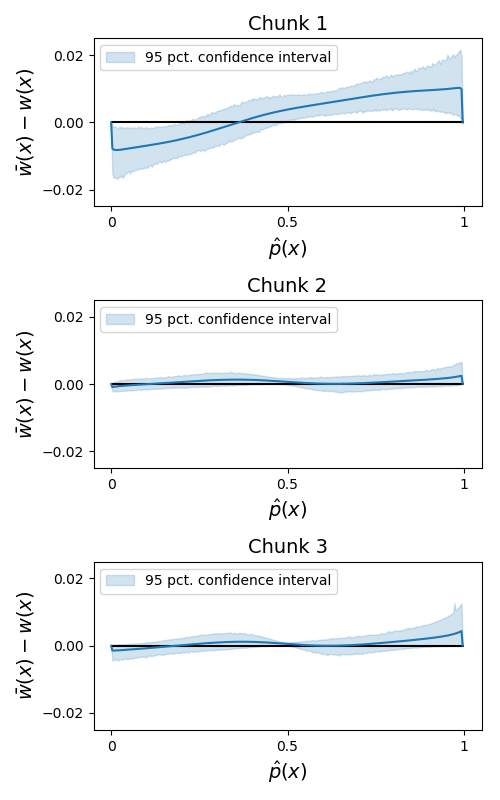 Chunk 1
95 pct. confidence interval
0.02
0.00
−0.02
w̄(x) − w(x)
0
0.5
1
p̂(x)
Chunk 2
95 pct. confidence interval
0.02
0.00
−0.02
w̄(x) − w(x)
0
0.5
1
p̂(x)
Chunk 3
95 pct. confidence interval
0.02
0.00
−0.02
w̄(x) − w(x)
0
0.5
1
p̂(x)